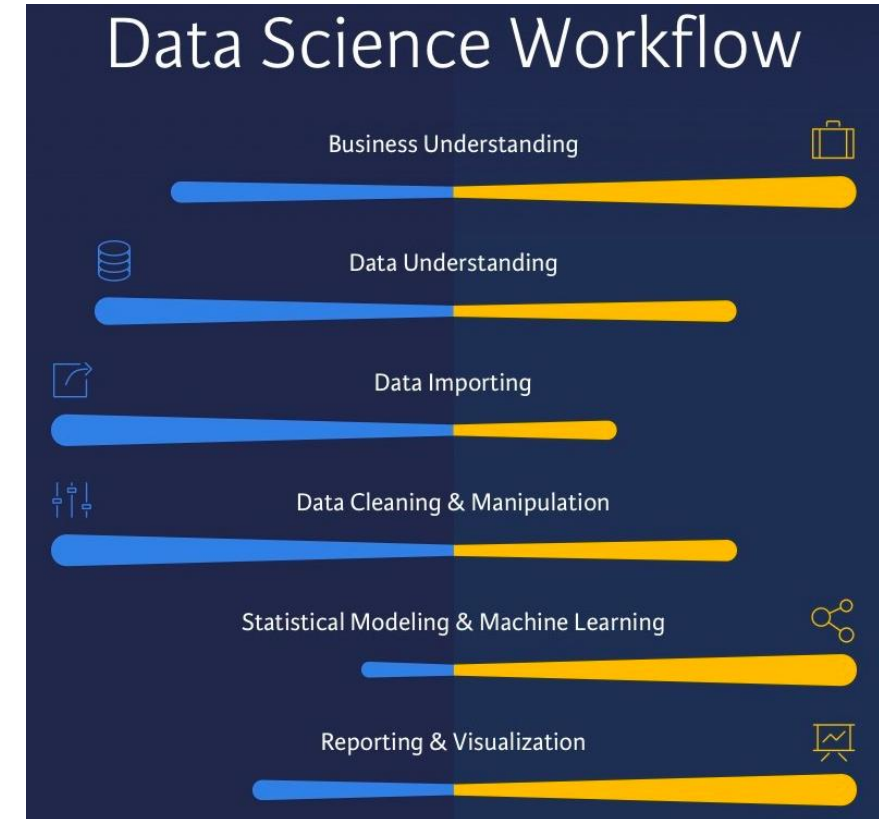 Data Science Workflow
Business Understanding
Data Understanding
Data Importing
Data Cleaning & Manipulation
Statistical Modeling & Machine Learning
Reporting & Visualization